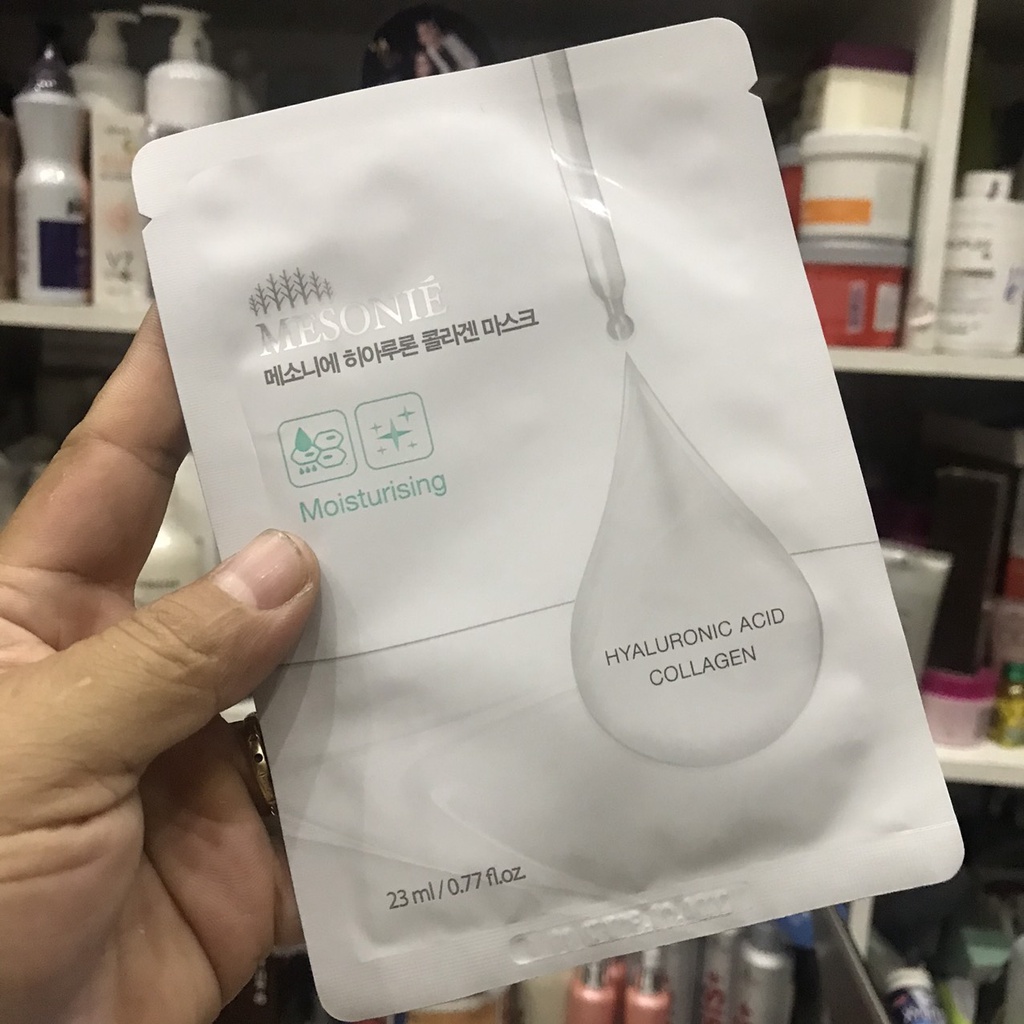 MESONIÉ
메소니에 히아루론 콜라겐 마스크
Moisturising
HYALURONIC ACID
COLLAGEN
23 ml / 0.77 fl.oz.